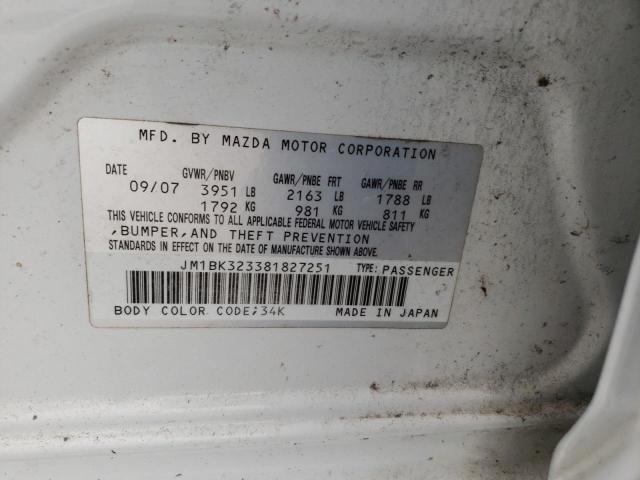 MFD. BY MAZDA MOTOR CORPORATION
DATE GVWR/PNBV GAWR/PNBE FRT GAWR/PNBE RR
09/07 3951 LB 2163 LB 1788 LB
1792 KG 981 KG 811 KG
THIS VEHICLE CONFORMS TO ALL APPLICABLE FEDERAL MOTOR VEHICLE SAFETY
,BUMPER,AND THEFT PREVENTION
STANDARDS IN EFFECT ON THE DATE OF MANUFACTURE SHOWN ABOVE.
JM1BK323381827251 TYPE:PASSENGER
BODY COLOR CODE;34K MADE IN JAPAN